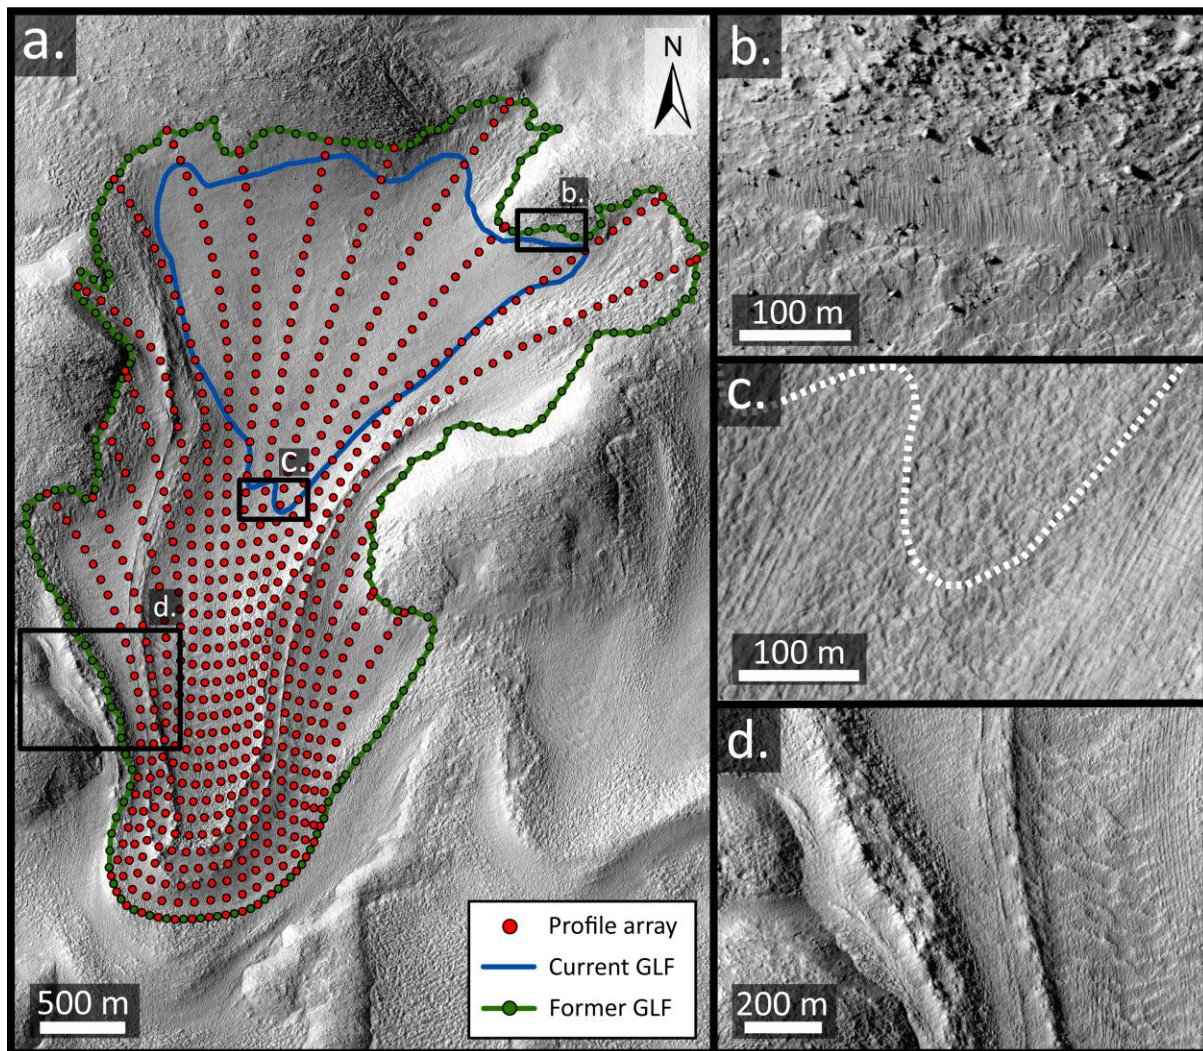 a.
N
b.
c.
d.
Profile array
Current GLF
Former GLF
500 m
b.
100 m
c.
100 m
d.
200 m